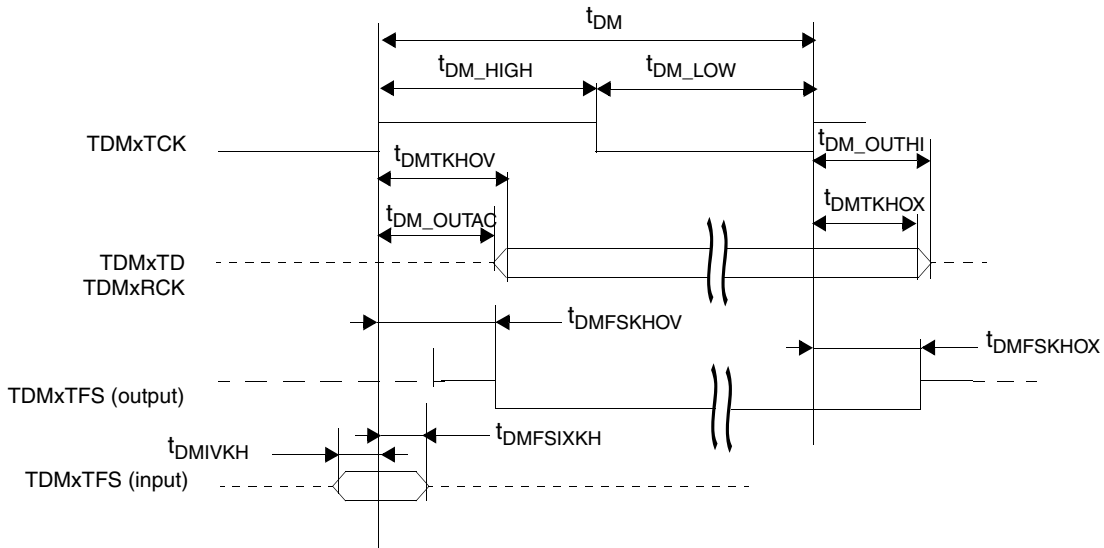 tDM
tDM_HIGH
tDM_LOW
TDMxTCK
tDM_OUTHI
tDMTKHOV
tDMTKHOX
tDM_OUTAC
TDMxTD
TDMxRCK
tDMFSKHOV
tDMFSKHOX
TDMxTFS (output)
tDMIVKH
tDMFSIXKH
TDMxTFS (input)